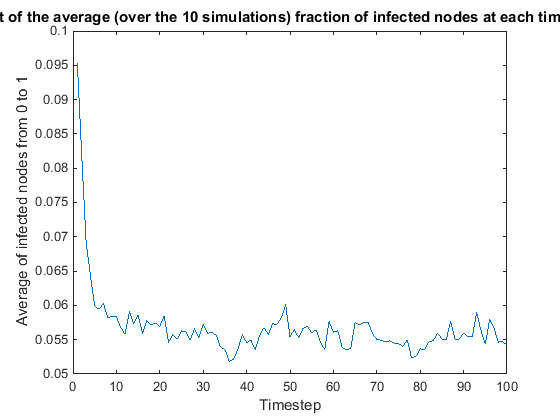 t of the average (over the 10 simulations) fraction of infected nodes at each tim
0.1
0.095
0.09
0.085
0.08
0.075
0.07
0.065
0.06
0.055
0.05
Average of infected nodes from 0 to 1
0 10 20 30 40 50 60 70 80 90 100
Timestep